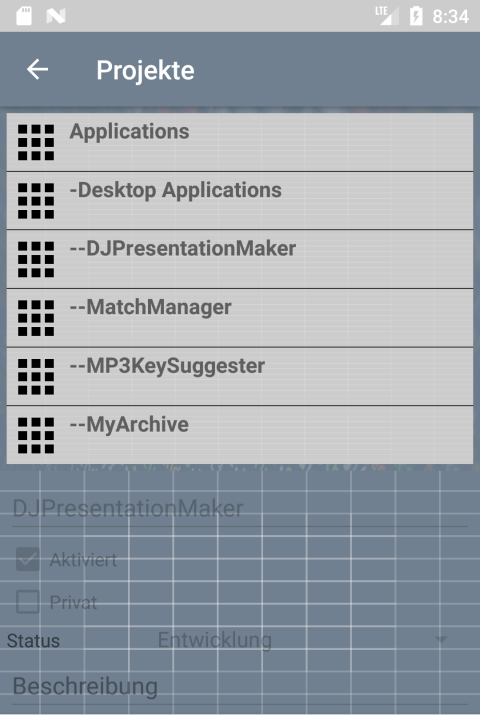 LTE 8:34
Projekte
Applications
-Desktop Applications
--DJPresentationMaker
--MatchManager
--MP3KeySuggester
--MyArchive
DJPresentationMaker
Aktiviert
Privat
Status Entwicklung
Beschreibung